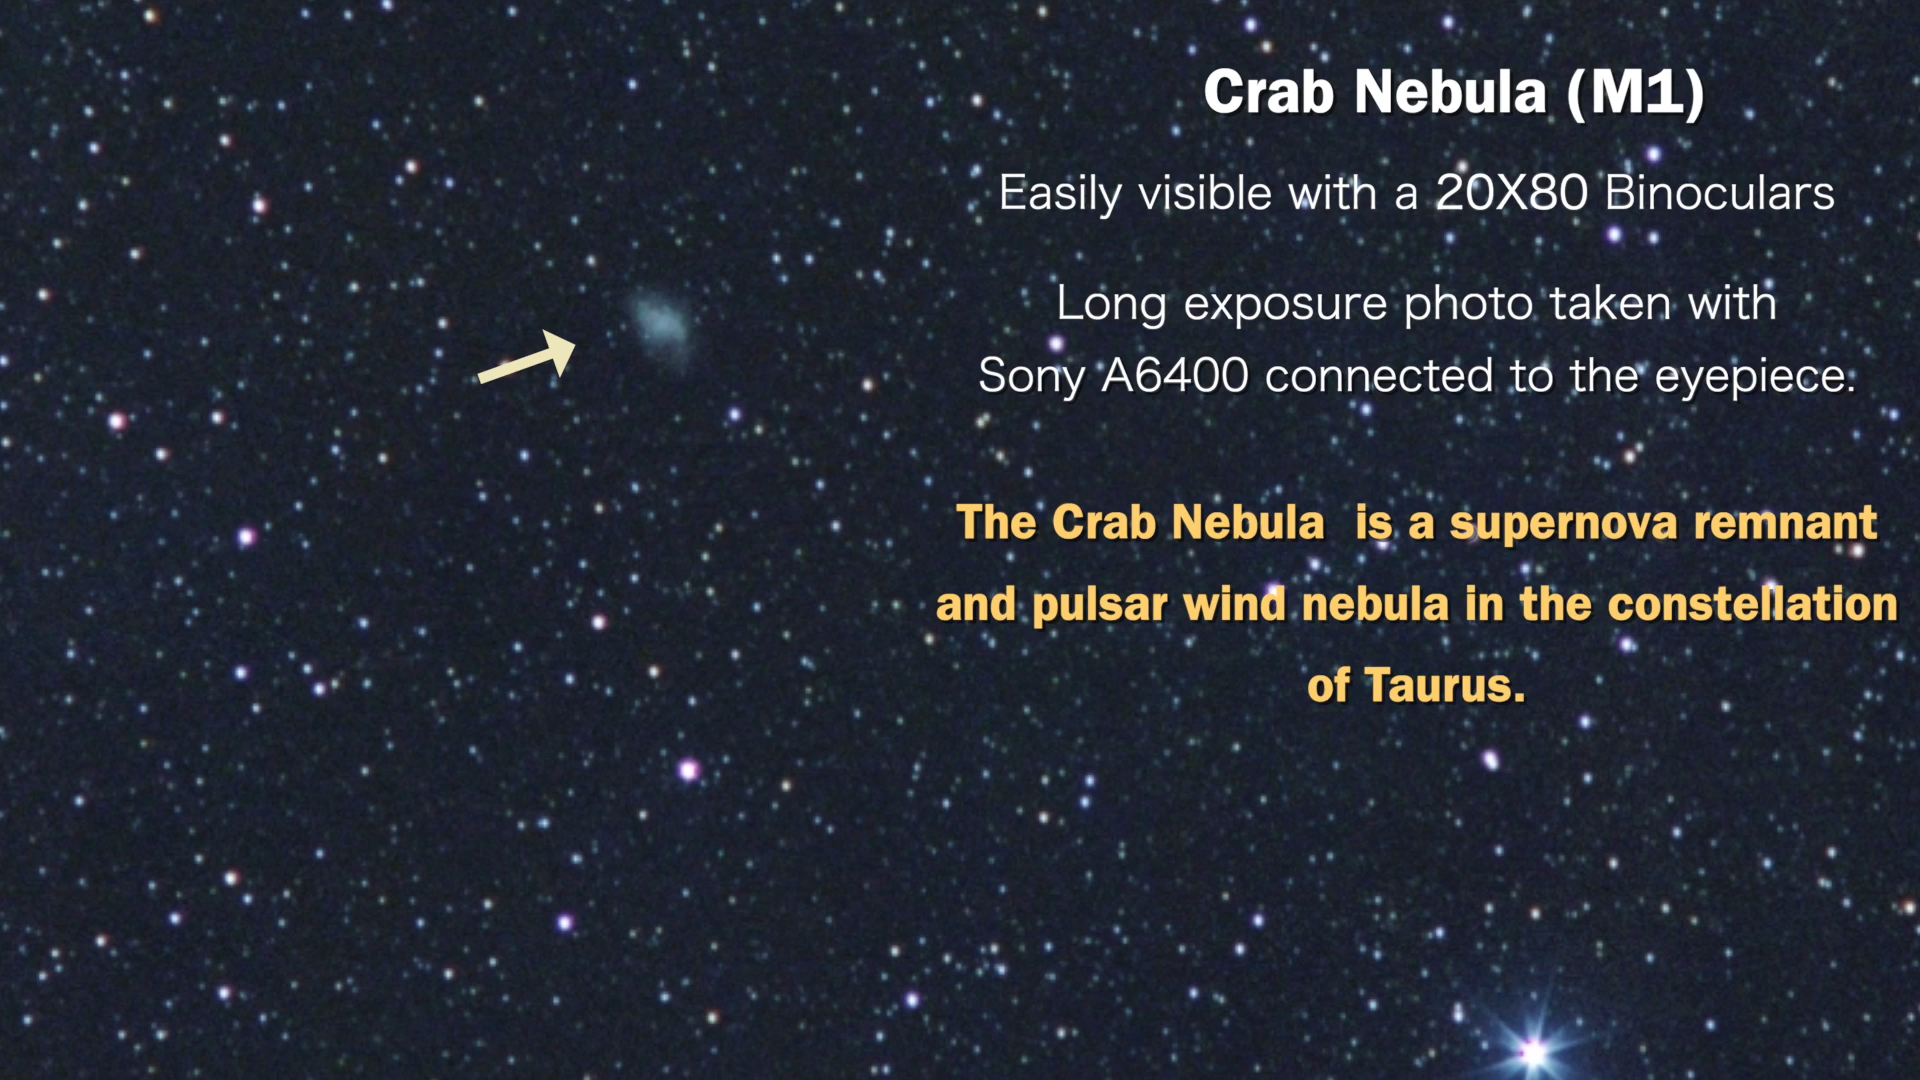 Crab Nebula (M1)
Easily visible with a 20X80 Binoculars
Long exposure photo taken with
Sony A6400 connected to the eyepiece.
The Crab Nebula is a supernova remnant
and pulsar wind nebula in the constellation
of Taurus.